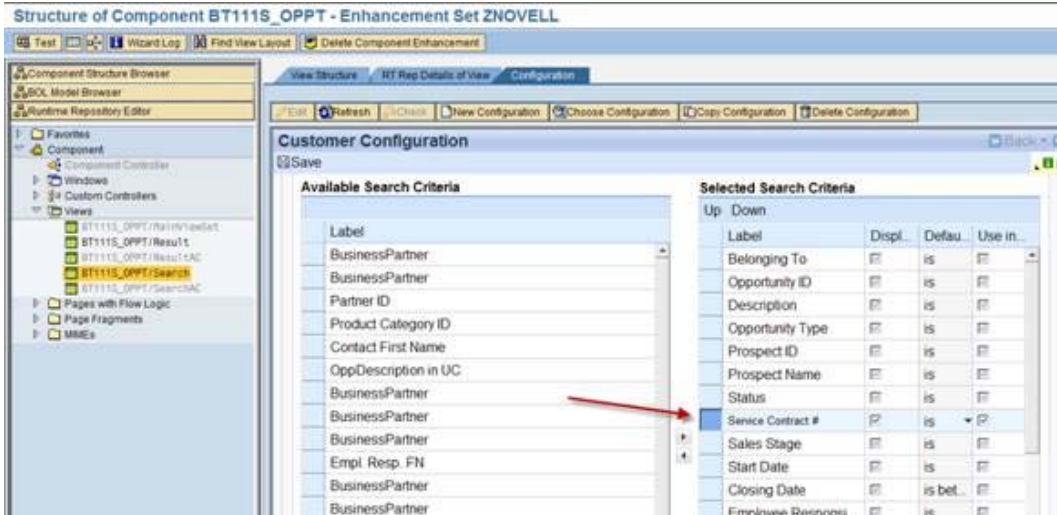 Structure of Component BT111S_OPPT - Enhancement Set ZNOVELL
Test Wizard Log Find View Layout Delete Component Enhancement
Component Structure Browser
BOL Model Browser
Runtime Repository Editor
Favorites
Component
Component Controller
Windows
Custom Controllers
Views
BT111S_OPPT/MainViewSet
BT111S_OPPT/Result
BT111S_OPPT/ResultAC
BT111S_OPPT/Search
BT111S_OPPT/SearchAC
Pages with Flow Logic
Page Fragments
MIMEs
View Structure RT Rep Details of View Configuration
Edit Refresh Check New Configuration Choose Configuration Copy Configuration Delete Configuration
Customer Configuration Back
Save
Available Search Criteria
Label
BusinessPartner
BusinessPartner
Partner ID
Product Category ID
Contact First Name
OppDescription in UC
BusinessPartner
BusinessPartner
BusinessPartner
Empl. Resp. FN
BusinessPartner
BusinessPartner
Selected Search Criteria
Up Down
Label Displ... Defau... Use in...
Belonging To is
Opportunity ID is
Description is
Opportunity Type is
Prospect ID is
Prospect Name is
Status is
Service Contract # is
Sales Stage is
Start Date is
Closing Date is bet...
Employee Responsi... is